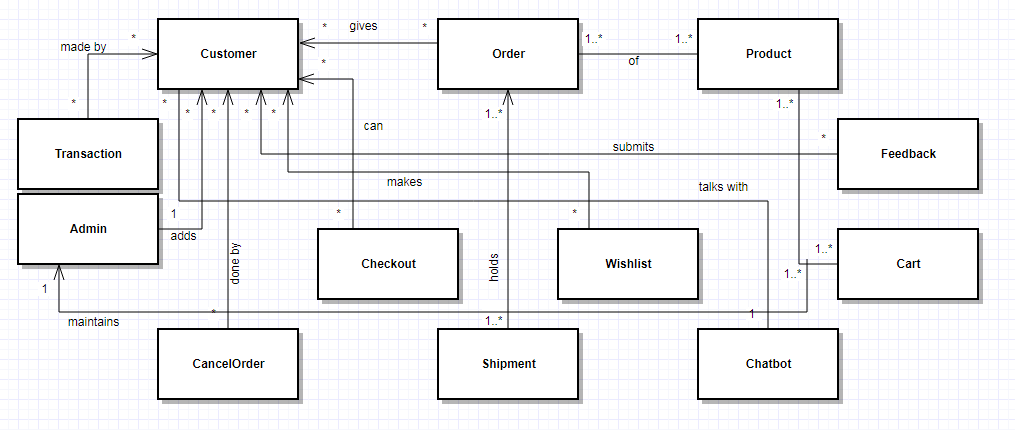 * gives *
made by * Customer * Order 1..* 1..* Product
of
* * * * * * 1..* 1..*
can
Transaction submits * Feedback
makes talks with
Admin 1 * *
adds
done by Checkout holds Wishlist 1..* Cart
1..*
1 * 1..* 1
maintains
CancelOrder Shipment Chatbot